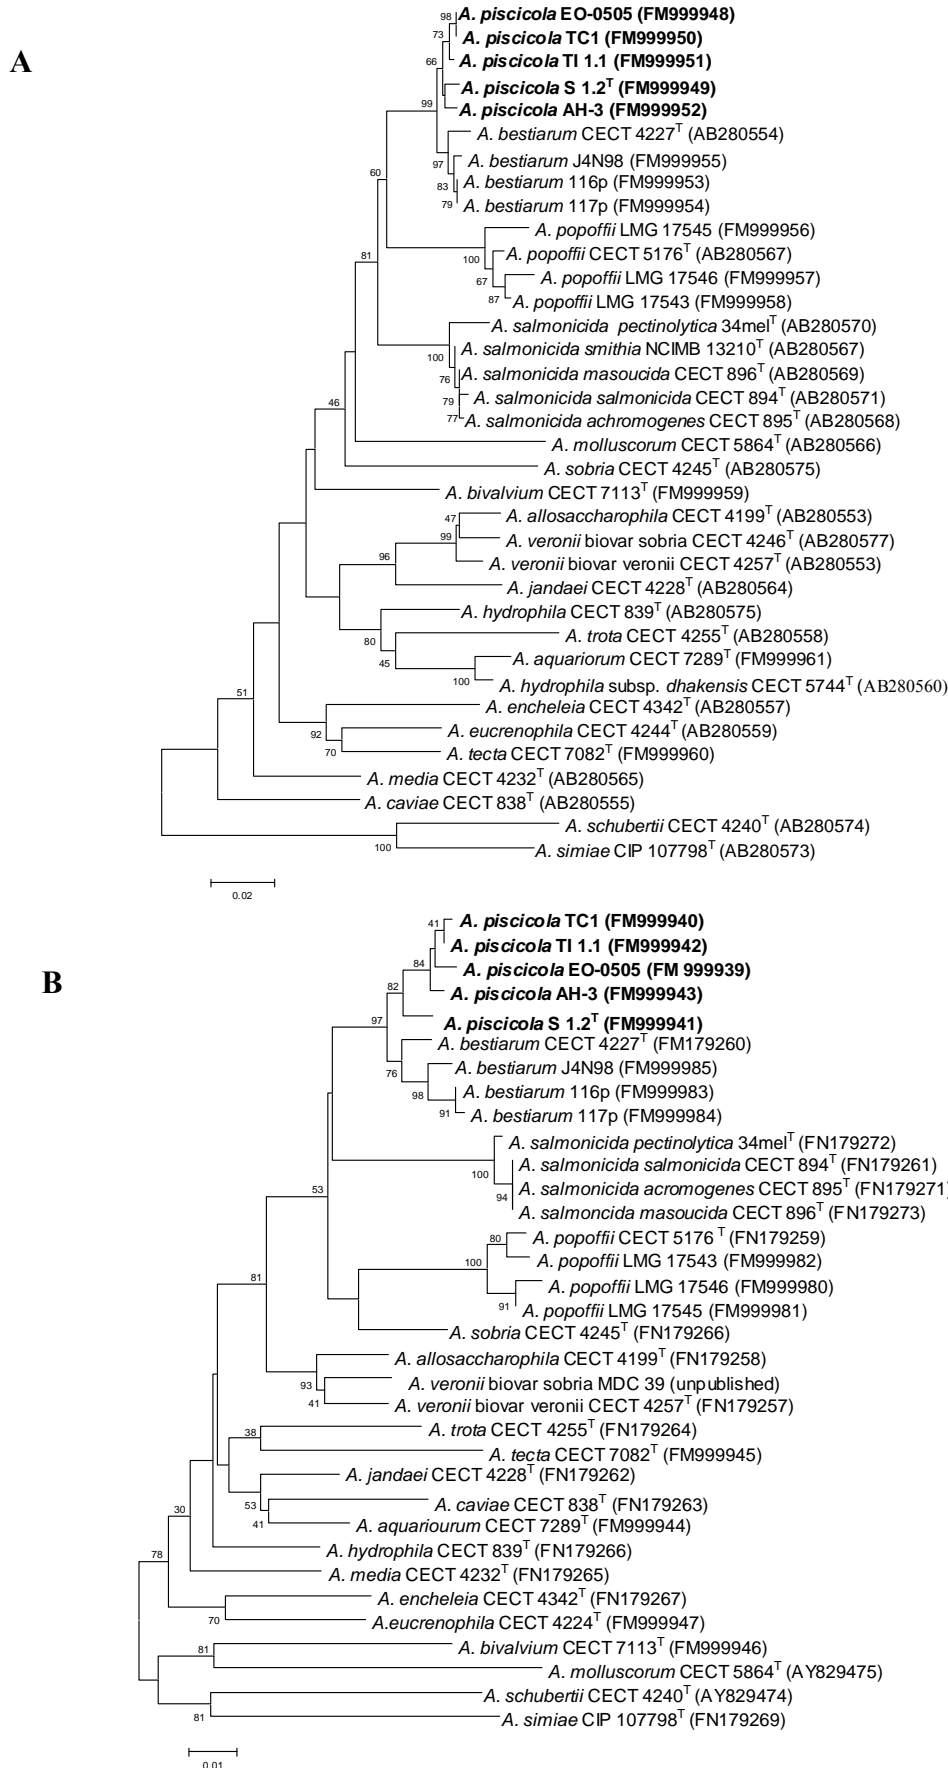 A
98
A. piscicola EO-0505 (FM999948)
73
A. piscicola TC1 (FM999950)
66
A. piscicola TI 1.1 (FM999951)
A. piscicola S 1.2T (FM999949)
99
A. piscicola AH-3 (FM999952)
A. bestiarum CECT 4227T (AB280554)
97
A. bestiarum J4N98 (FM999955)
60
83
A. bestiarum 116p (FM999953)
79
A. bestiarum 117p (FM999954)
A. popoffii LMG 17545 (FM999956)
81
100
A. popoffii CECT 5176T (AB280567)
67
A. popoffii LMG 17546 (FM999957)
87
A. popoffii LMG 17543 (FM999958)
A. salmonicida pectinolytica 34melT (AB280570)
100
A. salmonicida smithia NCIMB 13210T (AB280567)
76
A. salmonicida masoucida CECT 896T (AB280569)
46
79
A. salmonicida salmonicida CECT 894T (AB280571)
77
A. salmonicida achromogenes CECT 895T (AB280568)
A. molluscorum CECT 5864T (AB280566)
A. sobria CECT 4245T (AB280575)
A. bivalvium CECT 7113T (FM999959)
47
A. allosaccharophila CECT 4199T (AB280553)
99
A. veronii biovar sobria CECT 4246T (AB280577)
96
A. veronii biovar veronii CECT 4257T (AB280553)
A. jandaei CECT 4228T (AB280564)
A. hydrophila CECT 839T (AB280575)
80
A. trota CECT 4255T (AB280558)
45
A. aquariorum CECT 7289T (FM999961)
100
A. hydrophila subsp. dhakensis CECT 5744T (AB280560)
51
A. encheleia CECT 4342T (AB280557)
92
A. eucrenophila CECT 4244T (AB280559)
70
A. tecta CECT 7082T (FM999960)
A. media CECT 4232T (AB280565)
A. caviae CECT 838T (AB280555)
A. schubertii CECT 4240T (AB280574)
100
A. simiae CIP 107798T (AB280573)
0.02
B
41
A. piscicola TC1 (FM999940)
A. piscicola TI 1.1 (FM999942)
84
A. piscicola EO-0505 (FM 999939)
82
A. piscicola AH-3 (FM999943)
97
A. piscicola S 1.2T (FM999941)
A. bestiarum CECT 4227T (FM179260)
76
A. bestiarum J4N98 (FM999985)
98
A. bestiarum 116p (FM999983)
91
A. bestiarum 117p (FM999984)
A. salmonicida pectinolytica 34melT (FN179272)
100
A. salmonicida salmonicida CECT 894T (FN179261)
53
94
A. salmonicida acromogenes CECT 895T (FN179271)
A. salmoncida masoucida CECT 896T (FN179273)
80
A. popoffii CECT 5176 T (FN179259)
100
A. popoffii LMG 17543 (FM999982)
81
A. popoffii LMG 17546 (FM999980)
91
A. popoffii LMG 17545 (FM999981)
A. sobria CECT 4245T (FN179266)
A. allosaccharophila CECT 4199T (FN179258)
93
A. veronii biovar sobria MDC 39 (unpublished)
41
A. veronii biovar veronii CECT 4257T (FN179257)
38
A. trota CECT 4255T (FN179264)
A. tecta CECT 7082T (FM999945)
A. jandaei CECT 4228T (FN179262)
53
A. caviae CECT 838T (FN179263)
30
41
A. aquariourum CECT 7289T (FM999944)
A. hydrophila CECT 839T (FN179266)
78
A. media CECT 4232T (FN179265)
A. encheleia CECT 4342T (FN179267)
70
A.eucrenophila CECT 4224T (FM999947)
81
A. bivalvium CECT 7113T (FM999946)
A. molluscorum CECT 5864T (AY829475)
A. schubertii CECT 4240T (AY829474)
81
A. simiae CIP 107798T (FN179269)
0.01